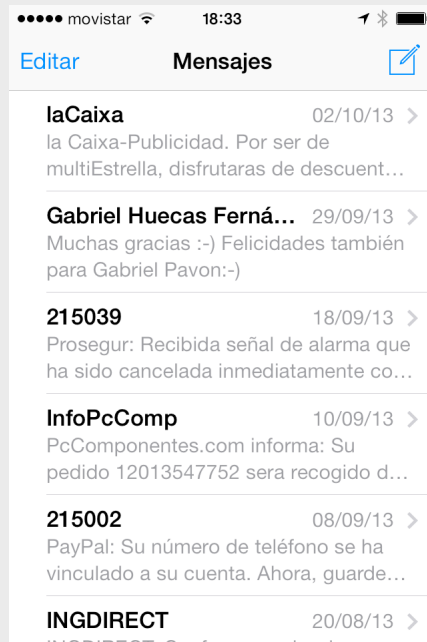 movistar 18:33
Editar Mensajes
laCaixa 02/10/13
la Caixa-Publicidad. Por ser de
multiEstrella, disfrutaras de descuent...
Gabriel Huecas Ferná... 29/09/13
Muchas gracias :-) Felicidades también
para Gabriel Pavon:-)
215039 18/09/13
Prosegur: Recibida señal de alarma que
ha sido cancelada inmediatamente co...
InfoPcComp 10/09/13
PcComponentes.com informa: Su
pedido 12013547752 sera recogido d...
215002 08/09/13
PayPal: Su número de teléfono se ha
vinculado a su cuenta. Ahora, guarde...
INGDIRECT 20/08/13